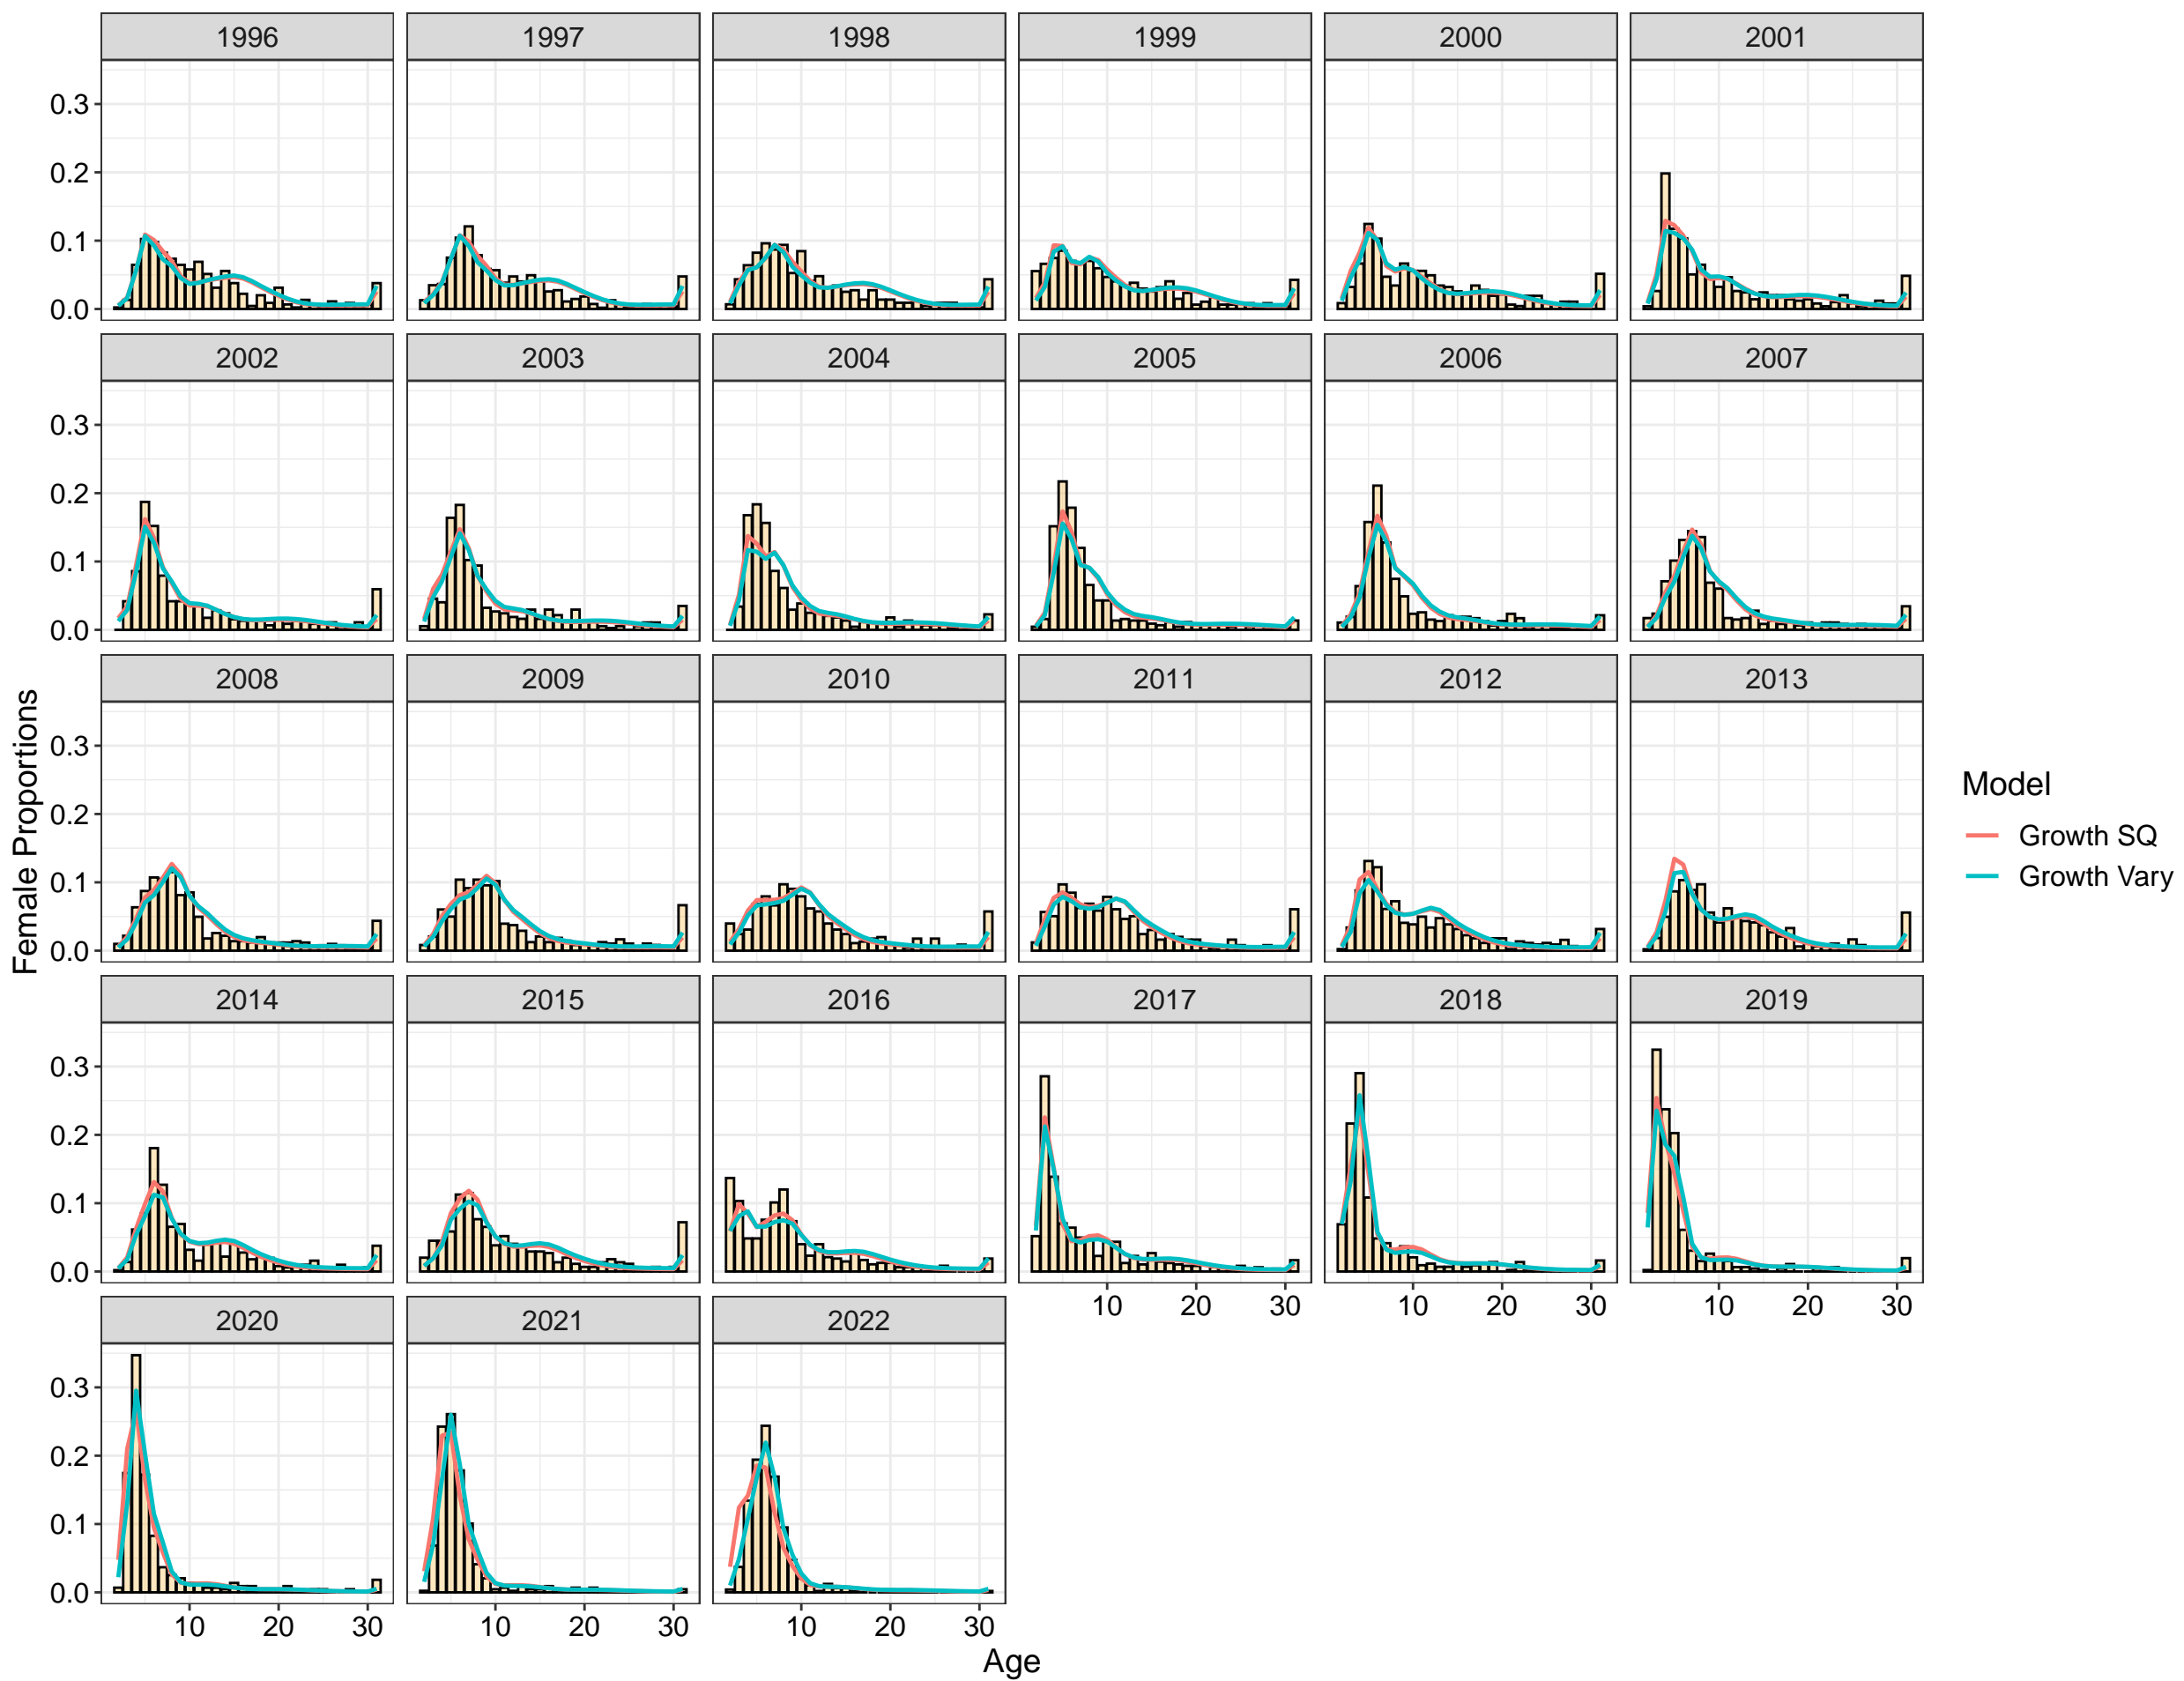 1996 1997 1998 1999 2000 2001
0.3
0.2
0.1
0.0
2002 2003 2004 2005 2006 2007
0.3
0.2
0.1
0.0
2008 2009 2010 2011 2012 2013
0.3
0.2
0.1
0.0
2014 2015 2016 2017 2018 2019
0.3
0.2
0.1
0.0
10 20 30 10 20 30 10 20 30
2020 2021 2022
0.3
0.2
0.1
0.0
10 20 30 10 20 30 10 20 30
Age
Female Proportions
Model
Growth SQ
Growth Vary